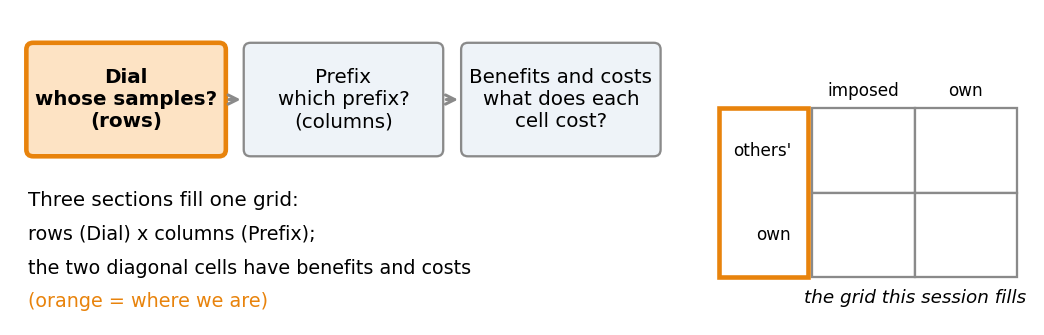 Dial
whose samples?
(rows)
Prefix
which prefix?
(columns)
Benefits and costs
what does each
cell cost?
Three sections fill one grid:
rows (Dial) x columns (Prefix);
the two diagonal cells have benefits and costs
(orange = where we are)
imposed own
others'
own
the grid this session fills